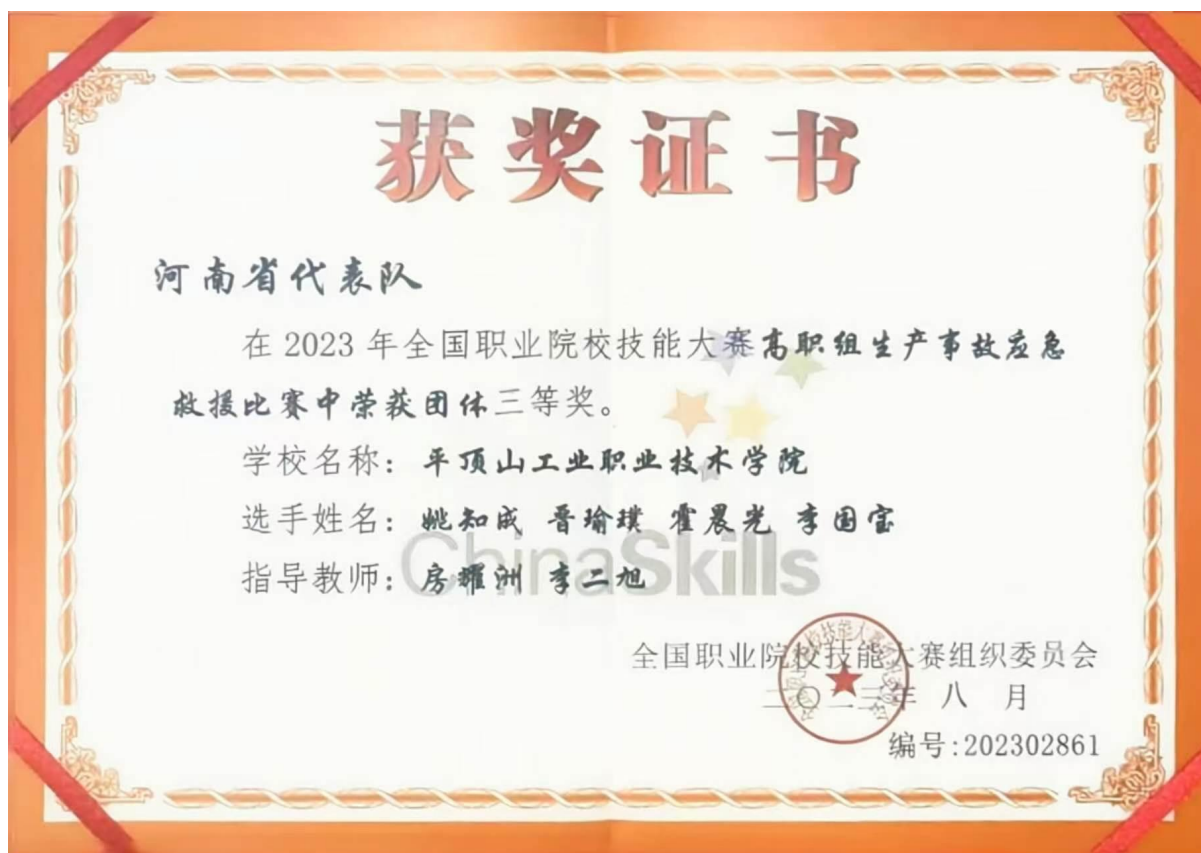 获奖证书
河南省代表队
在2023年全国职业院校技能大赛高职组生产事故应急
救援比赛中荣获团体三等奖。
学校名称：平顶山工业职业技术学院
选手姓名：姚知成 晋瑜璞 霍晨光 李国宝
指导教师：房耀洲 李二旭
ChinaSkills
全国职业院校技能大赛组织委员会
二〇二三年八月
编号:202302861